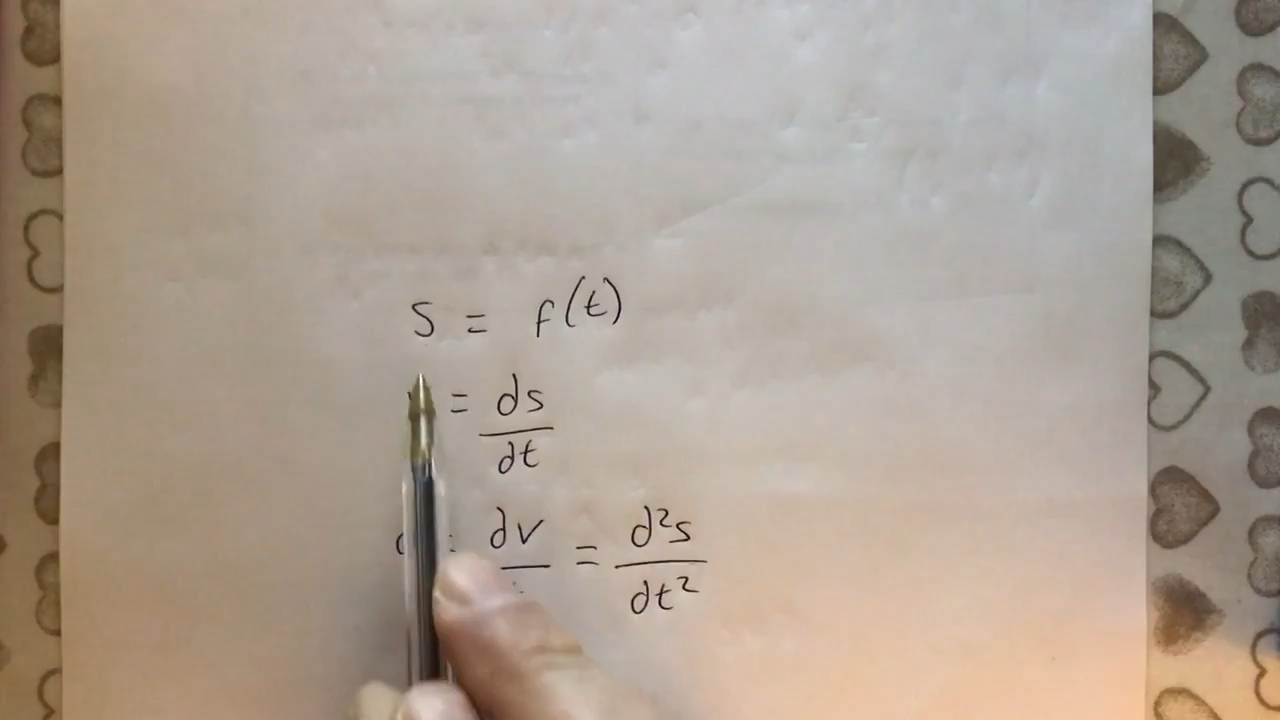 S = f(t)
= ds/dt
dv = d²s/dt²